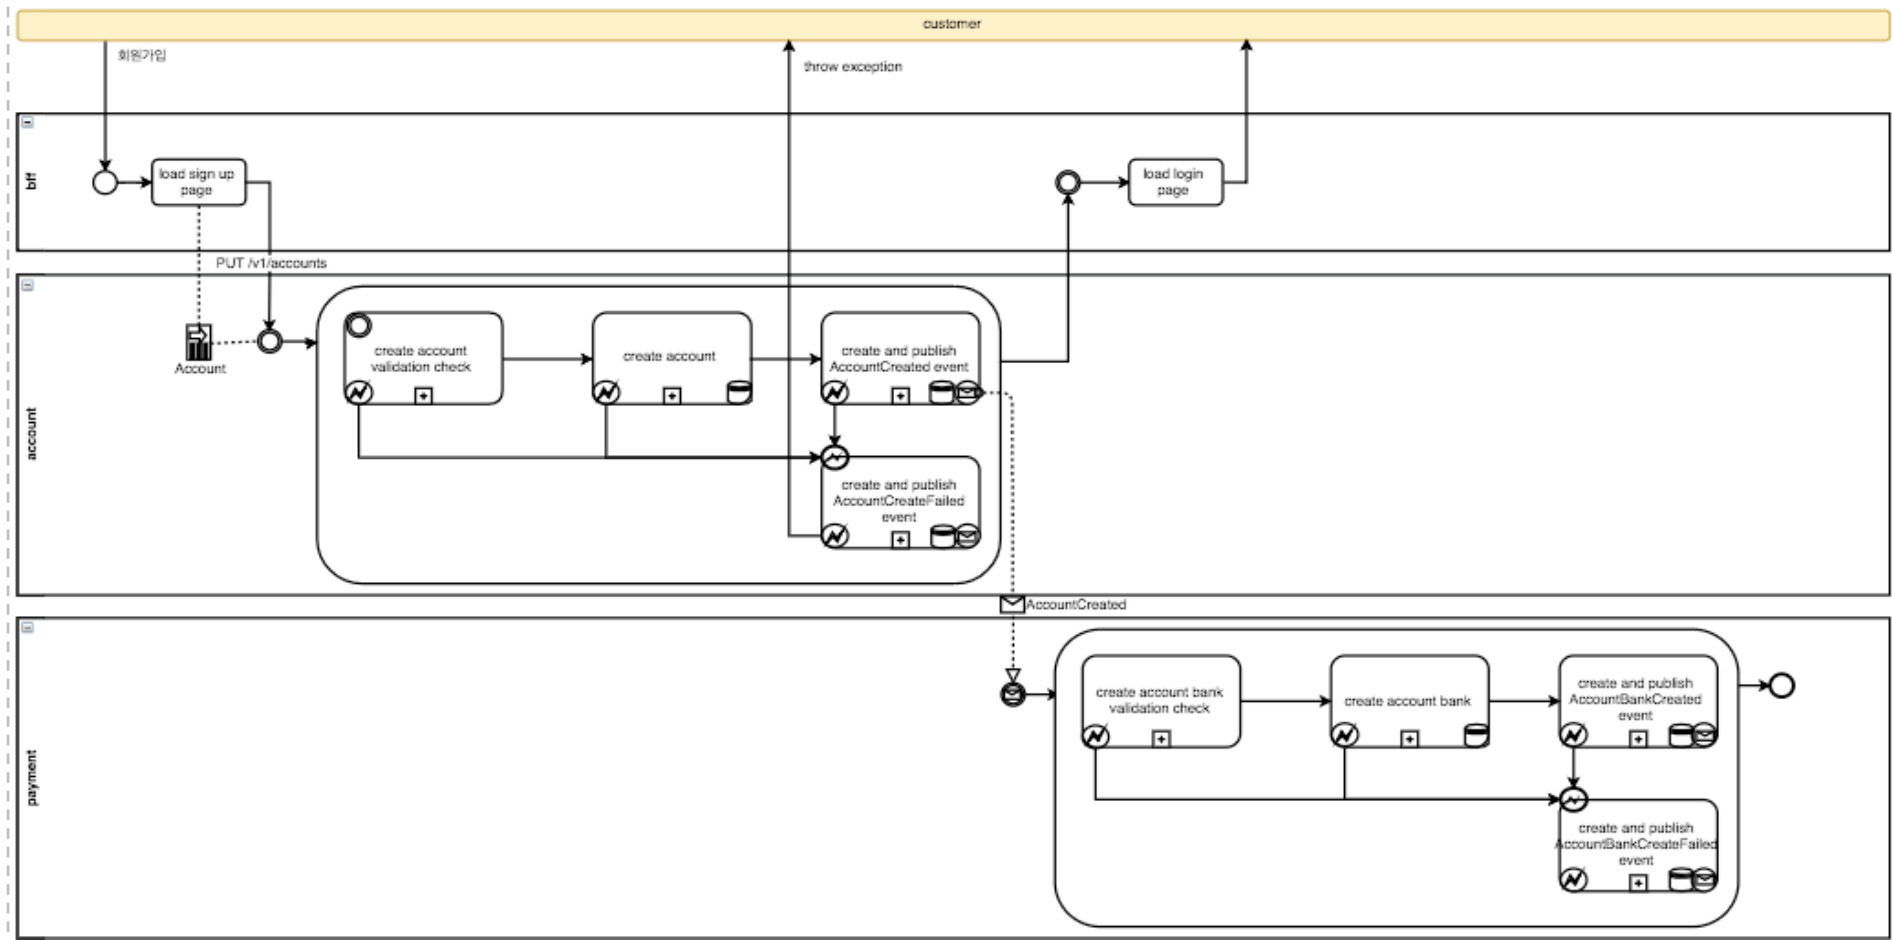 customer
회원가입
throw exception
bff
load sign up
page
load login
page
PUT /v1/accounts
account
Account
create account
validation check
create account
create and publish
AccountCreated event
create and publish
AccountCreateFailed
event
AccountCreated
payment
create account bank
validation check
create account bank
create and publish
AccountBankCreated
event
create and publish
AccountBankCreateFailed
event